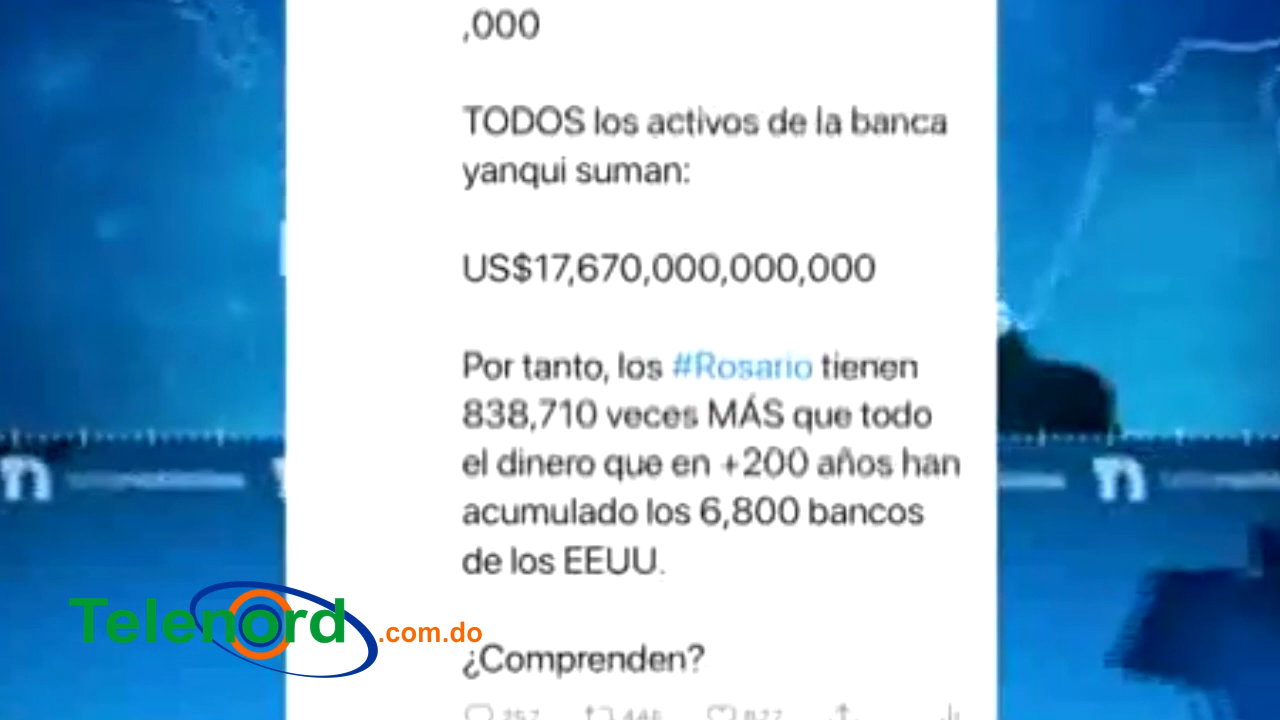 ,000
TODOS los activos de la banca
yanqui suman:
US$17,670,000,000,000
Por tanto, los #Rosario tienen
838,710 veces MÁS que todo
el dinero que en +200 años han
acumulado los 6,800 bancos
de los EEUU.
¿Comprenden?
n
n
Telenord.com.do